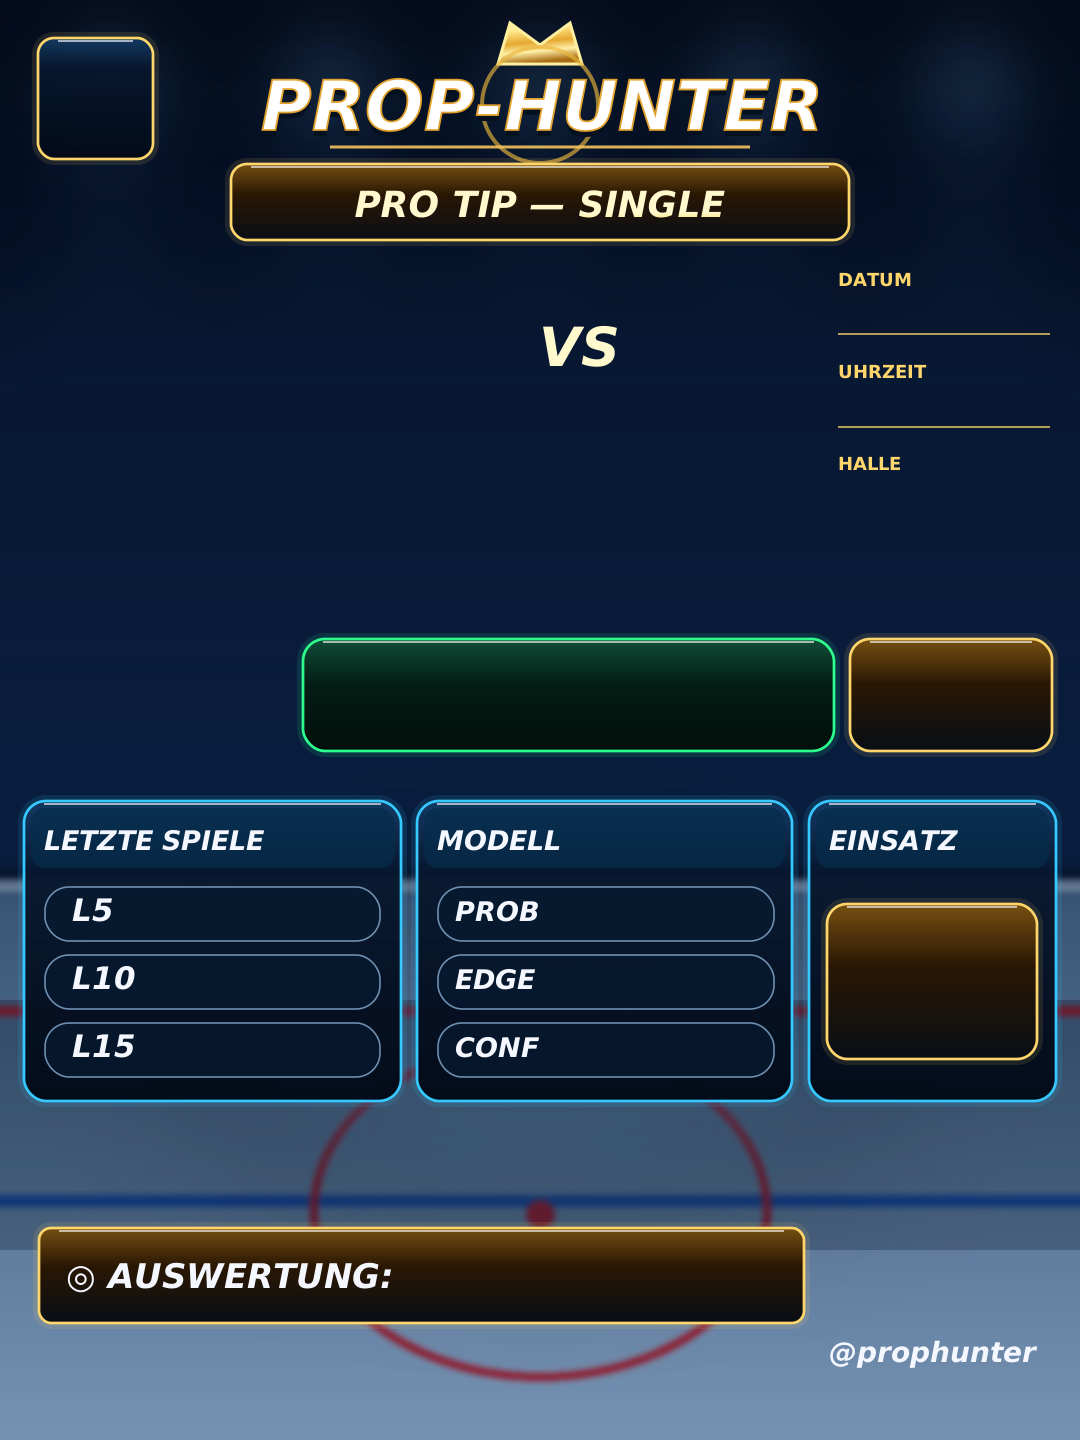 PROP-HUNTER
PRO TIP — SINGLE
VS
DATUM
UHRZEIT
HALLE
LETZTE SPIELE
L5
L10
L15
MODELL
PROB
EDGE
CONF
EINSATZ
◎ AUSWERTUNG:
@prophunter